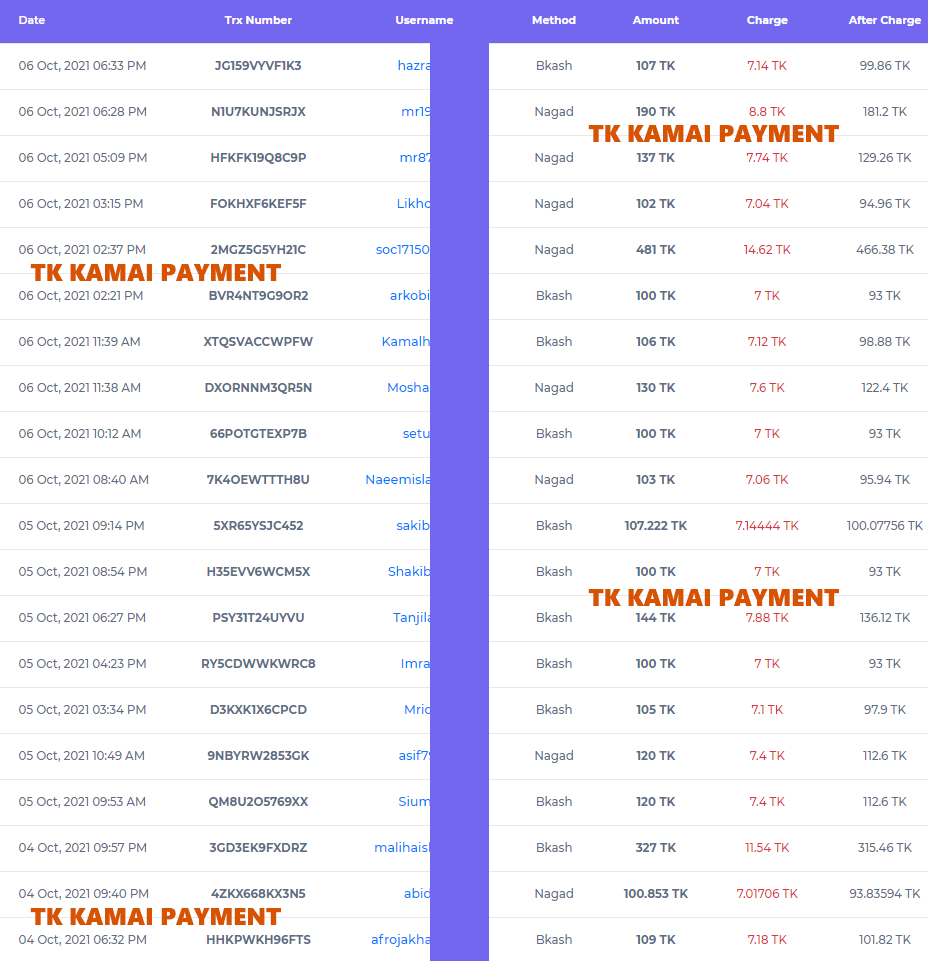 Date Trx Number Username Method Amount Charge After Charge
06 Oct, 2021 06:33 PM JG159VYVF1K3 hazra Bkash 107 TK 7.14 TK 99.86 TK
06 Oct, 2021 06:28 PM N1U7KUNJSRJX mr19 Nagad 190 TK 8.8 TK 181.2 TK
TK KAMAI PAYMENT
06 Oct, 2021 05:09 PM HFKFK19Q8C9P mr87 Nagad 137 TK 7.74 TK 129.26 TK
06 Oct, 2021 03:15 PM FOKHXF6KEF5F Likho Nagad 102 TK 7.04 TK 94.96 TK
06 Oct, 2021 02:37 PM 2MGZ5G5YH21C soc17150 Nagad 481 TK 14.62 TK 466.38 TK
TK KAMAI PAYMENT
06 Oct, 2021 02:21 PM BVR4NT9G9OR2 arkobi Bkash 100 TK 7 TK 93 TK
06 Oct, 2021 11:39 AM XTQSVACCWPFW Kamalh Bkash 106 TK 7.12 TK 98.88 TK
06 Oct, 2021 11:38 AM DXORNNM3QR5N Mosha Nagad 130 TK 7.6 TK 122.4 TK
06 Oct, 2021 10:12 AM 66POTGTEXP7B setu Bkash 100 TK 7 TK 93 TK
06 Oct, 2021 08:40 AM 7K4OEWTTTH8U Naeemisla Nagad 103 TK 7.06 TK 95.94 TK
05 Oct, 2021 09:14 PM 5XR65YSJC452 sakib Bkash 107.222 TK 7.14444 TK 100.07756 TK
05 Oct, 2021 08:54 PM H35EVV6WCM5X Shakib Bkash 100 TK 7 TK 93 TK
TK KAMAI PAYMENT
05 Oct, 2021 06:27 PM PSY31T24UYVU Tanjila Bkash 144 TK 7.88 TK 136.12 TK
05 Oct, 2021 04:23 PM RY5CDWWKWRC8 Imra Bkash 100 TK 7 TK 93 TK
05 Oct, 2021 03:34 PM D3KXK1X6CPCD Mric Bkash 105 TK 7.1 TK 97.9 TK
05 Oct, 2021 10:49 AM 9NBYRW2853GK asif79 Nagad 120 TK 7.4 TK 112.6 TK
05 Oct, 2021 09:53 AM QM8U2O5769XX Sium Bkash 120 TK 7.4 TK 112.6 TK
04 Oct, 2021 09:57 PM 3GD3EK9FXDRZ malihaisl Bkash 327 TK 11.54 TK 315.46 TK
04 Oct, 2021 09:40 PM 4ZKX668KX3N5 abid Nagad 100.853 TK 7.01706 TK 93.83594 TK
TK KAMAI PAYMENT
04 Oct, 2021 06:32 PM HHKPWKH96FTS afrojakha Bkash 109 TK 7.18 TK 101.82 TK